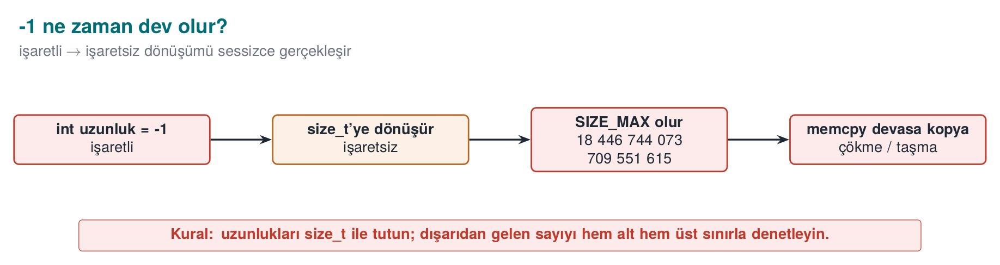 -1 ne zaman dev olur?
işaretli → işaretsiz dönüşümü sessizce gerçekleşir
int uzunluk = -1
işaretli
size_t’ye dönüşür
işaretsiz
SIZE_MAX olur
18 446 744 073
709 551 615
memcpy devasa kopya
çökme / taşma
Kural: uzunlukları size_t ile tutun; dışarıdan gelen sayıyı hem alt hem üst sınırla denetleyin.